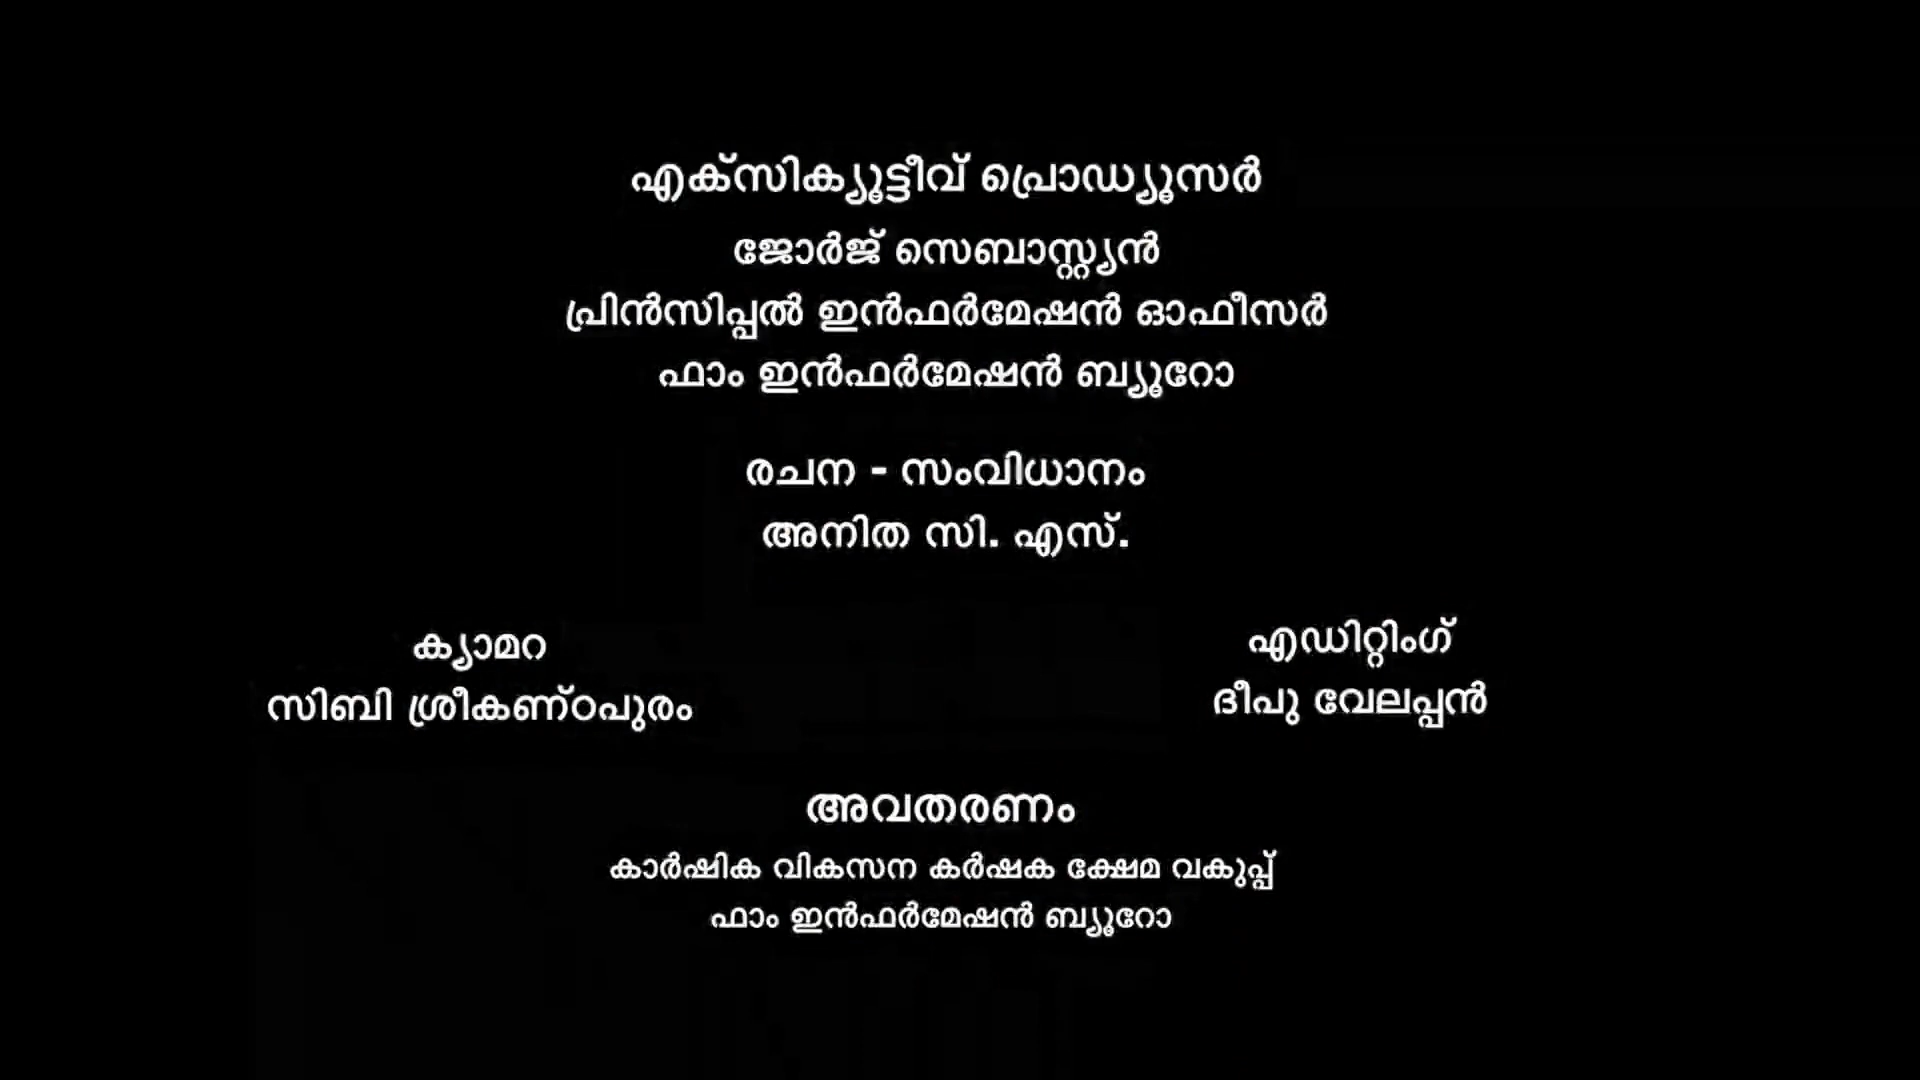 എക്സിക്യൂട്ടീവ് പ്രൊഡ്യൂസർ
ജോർജ് സെബാസ്റ്റ്യൻ
പ്രിൻസിപ്പൽ ഇൻഫർമേഷൻ ഓഫീസർ
ഫാം ഇൻഫർമേഷൻ ബ്യൂറോ
രചന - സംവിധാനം
അനിത സി. എസ്.
ക്യാമറ
സിബി ശ്രീകണ്ഠപുരം
എഡിറ്റിംഗ്
ദീപു വേലപ്പൻ
അവതരണം
കാർഷിക വികസന കർഷക ക്ഷേമ വകുപ്പ്
ഫാം ഇൻഫർമേഷൻ ബ്യൂറോ